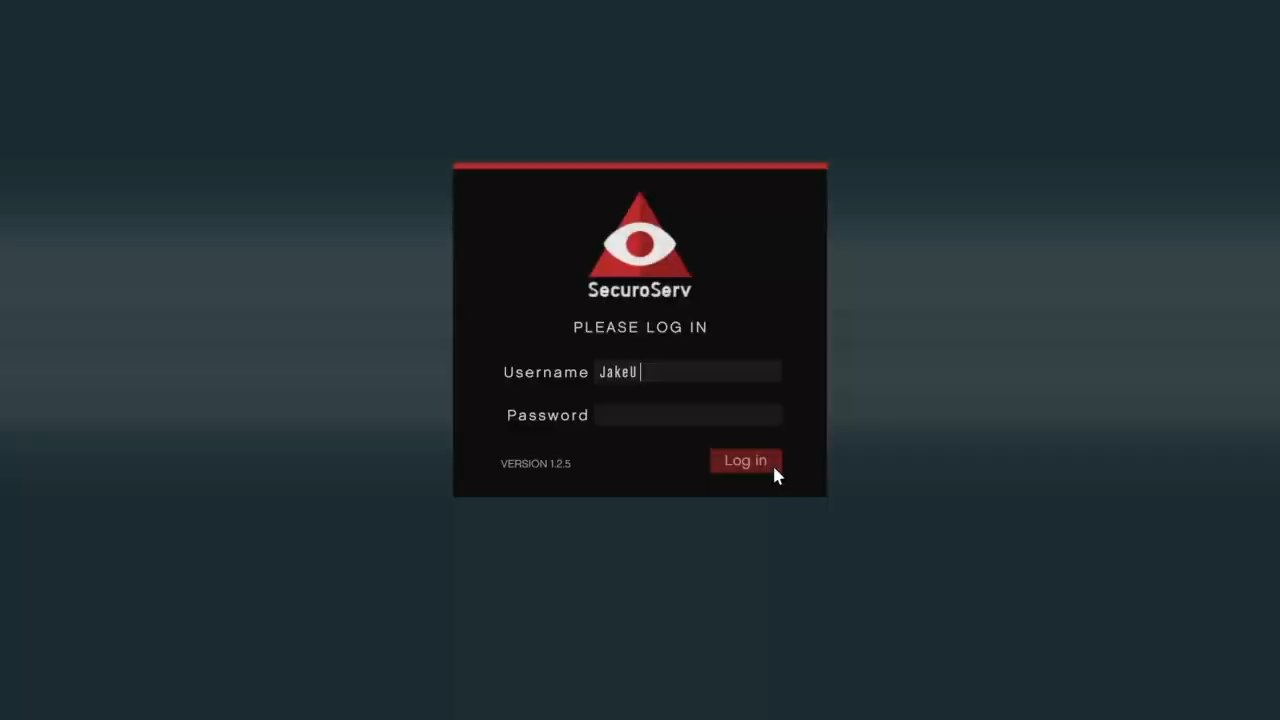 SecuroServ
PLEASE LOG IN
Username JakeU
Password
VERSION 1.2.5 Log in